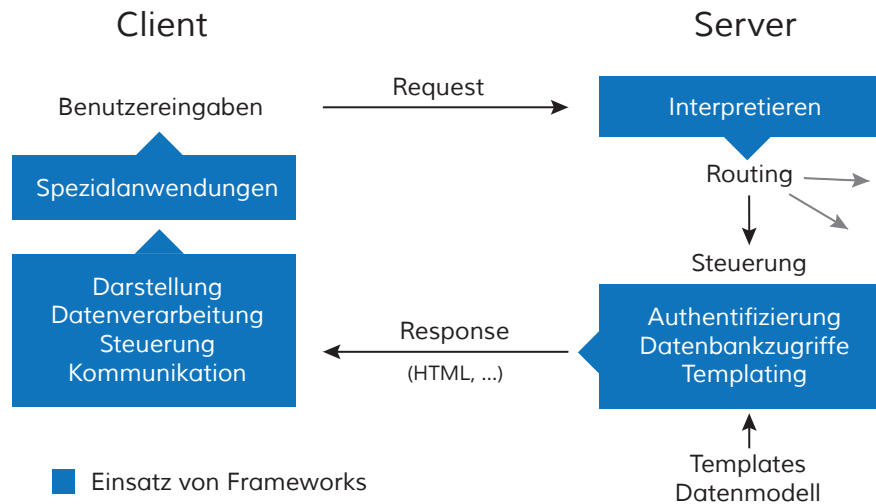 Client
Server
Benutzereingaben
Request
Interpretieren
Spezialanwendungen
Routing
Steuerung
Darstellung
Datenverarbeitung
Steuerung
Kommunikation
Response
(HTML, ...)
Authentifizierung
Datenbankzugriffe
Templating
Templates
Datenmodell
Einsatz von Frameworks